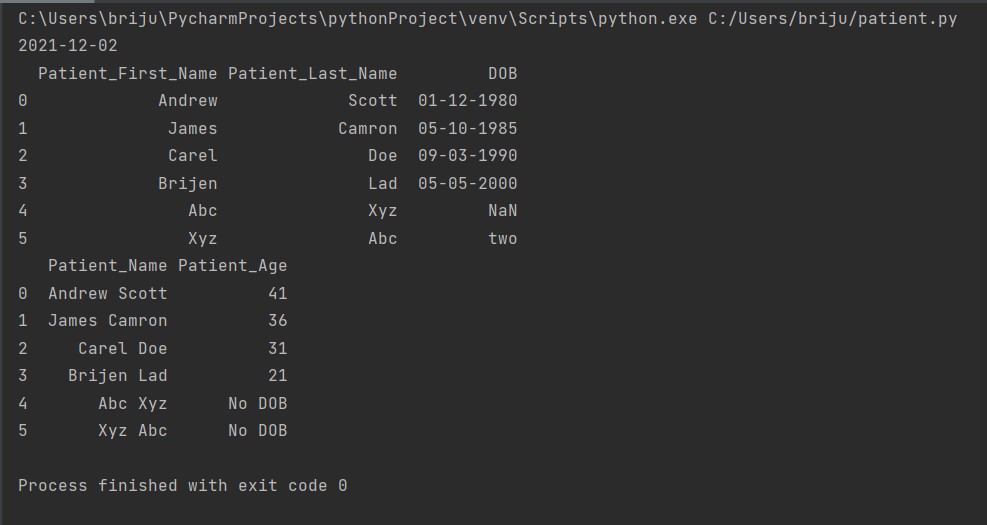 C:\Users\briju\PycharmProjects\pythonProject\venv\Scripts\python.exe C:/Users/briju/patient.py
2021-12-02
  Patient_First_Name Patient_Last_Name         DOB
0             Andrew             Scott  01-12-1980
1              James            Camron  05-10-1985
2              Carel               Doe  09-03-1990
3             Brijen               Lad  05-05-2000
4                Abc               Xyz         NaN
5                Xyz               Abc         two
   Patient_Name Patient_Age
0  Andrew Scott          41
1  James Camron          36
2     Carel Doe          31
3    Brijen Lad          21
4       Abc Xyz      No DOB
5       Xyz Abc      No DOB

Process finished with exit code 0